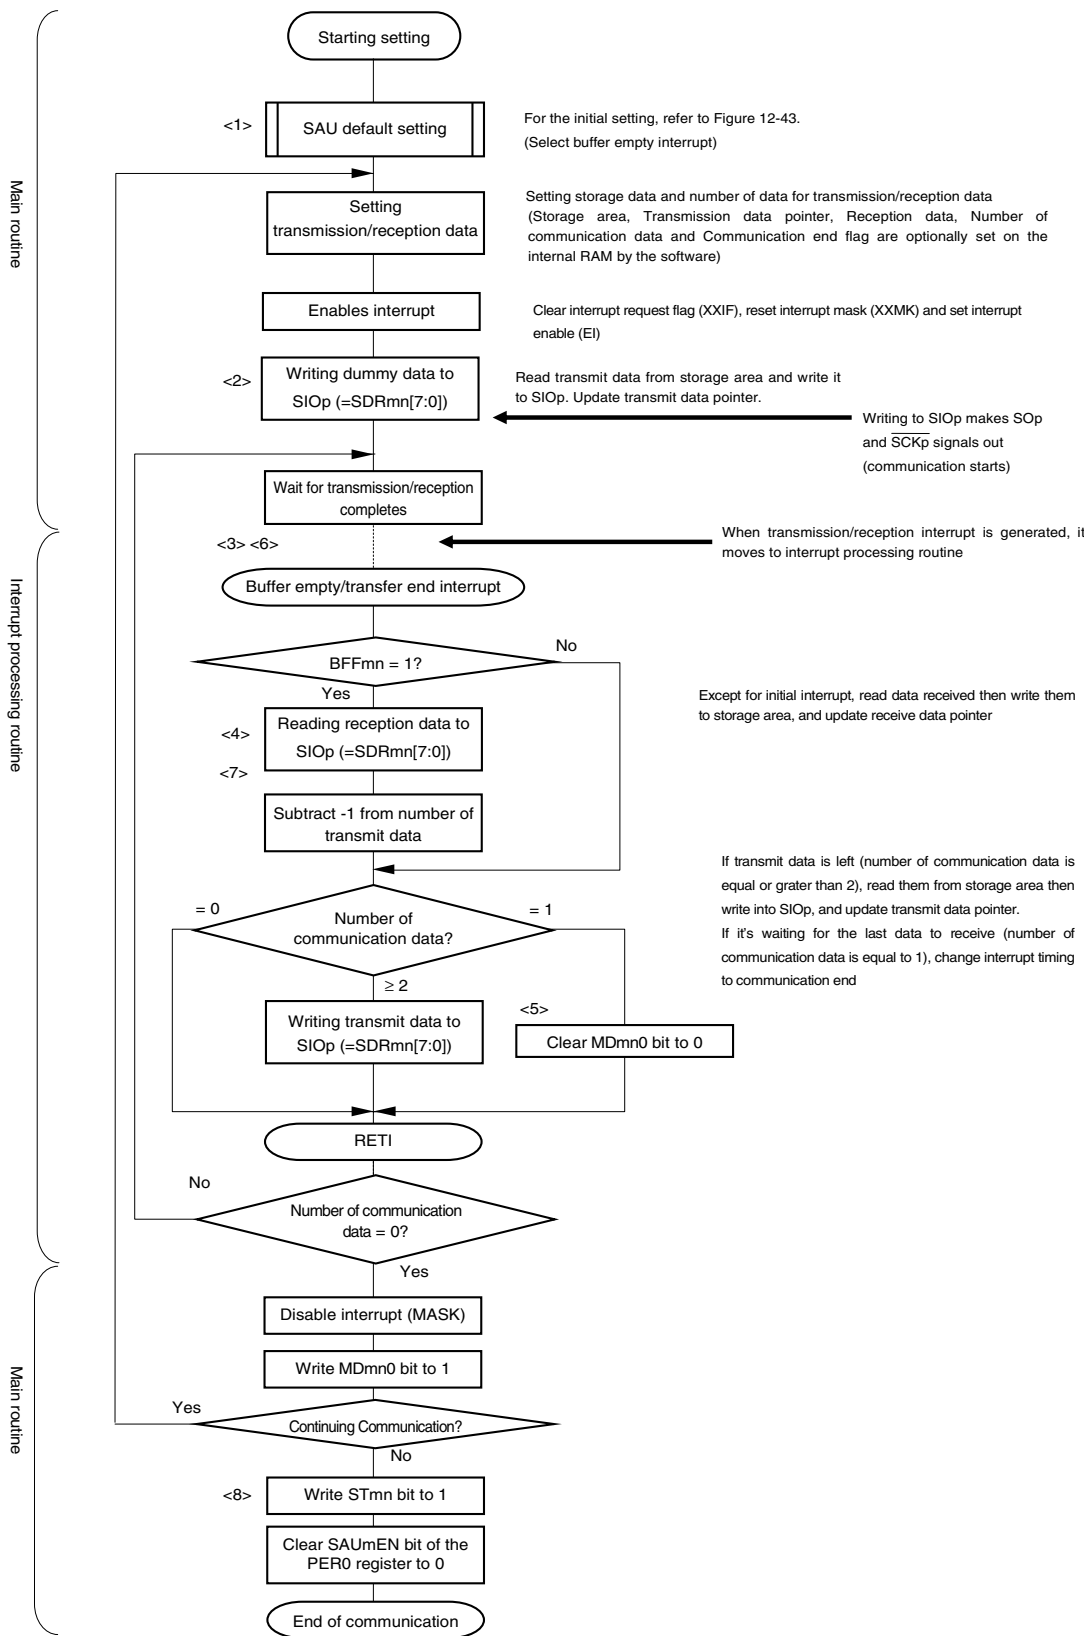 Starting setting
<1>
SAU default setting
For the initial setting, refer to Figure 12-43.
(Select buffer empty interrupt)
Main routine
Setting
transmission/reception data
Setting storage data and number of data for transmission/reception data
(Storage area, Transmission data pointer, Reception data, Number of
communication data and Communication end flag are optionally set on the
internal RAM by the software)
Enables interrupt
Clear interrupt request flag (XXIF), reset interrupt mask (XXMK) and set interrupt
enable (EI)
<2>
Writing dummy data to
SIOp (=SDRmn[7:0])
Read transmit data from storage area and write it
to SIOp. Update transmit data pointer.
Writing to SIOp makes SOp
and SCKp signals out
(communication starts)
Wait for transmission/reception
completes
<3> <6>
When transmission/reception interrupt is generated, it
moves to interrupt processing routine
Interrupt processing routine
Buffer empty/transfer end interrupt
No
BFFmn = 1?
Yes
Except for initial interrupt, read data received then write them
to storage area, and update receive data pointer
<4>
Reading reception data to
SIOp (=SDRmn[7:0])
<7>
Subtract -1 from number of
transmit data
If transmit data is left (number of communication data is
equal or grater than 2), read them from storage area then
write into SIOp, and update transmit data pointer.
If it's waiting for the last data to receive (number of
communication data is equal to 1), change interrupt timing
to communication end
= 0
= 1
Number of
communication data?
≥ 2
<5>
Writing transmit data to
SIOp (=SDRmn[7:0])
Clear MDmn0 bit to 0
RETI
No
Number of communication
data = 0?
Yes
Main routine
Disable interrupt (MASK)
Write MDmn0 bit to 1
Yes
Continuing Communication?
No
<8>
Write STmn bit to 1
Clear SAUmEN bit of the
PER0 register to 0
End of communication